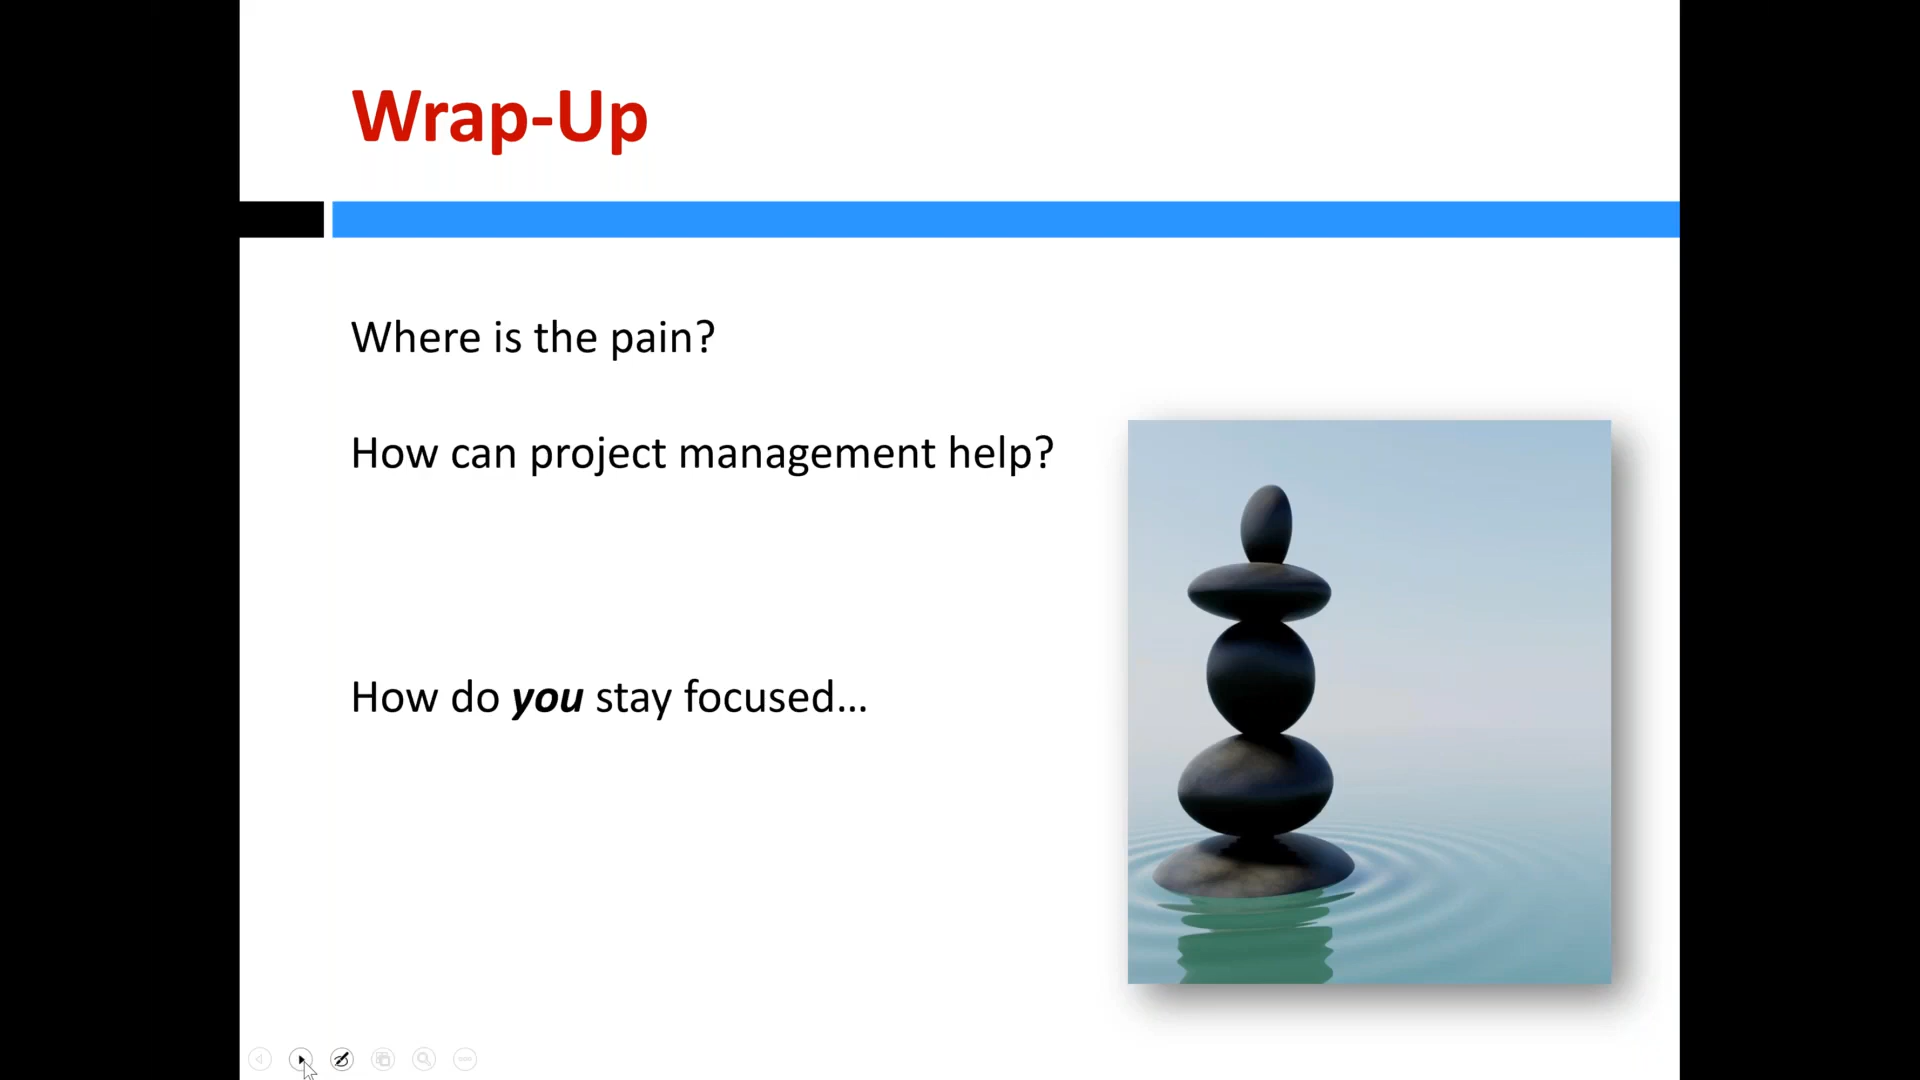 Wrap-Up
Where is the pain?
How can project management help?
How do you stay focused...